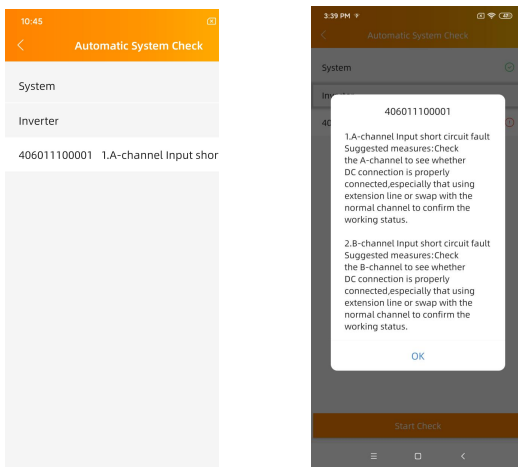 10:45
Automatic System Check
System
Inverter
406011100001 1.A-channel Input shor
3:39 PM
Automatic System Check
System
Inverter
40
406011100001
1.A-channel Input short circuit fault
Suggested measures:Check
the A-channel to see whether
DC connection is properly
connected,especially that using
extension line or swap with the
normal channel to confirm the
working status.
2.B-channel Input short circuit fault
Suggested measures:Check
the B-channel to see whether
DC connection is properly
connected,especially that using
extension line or swap with the
normal channel to confirm the
working status.
OK
Start Check